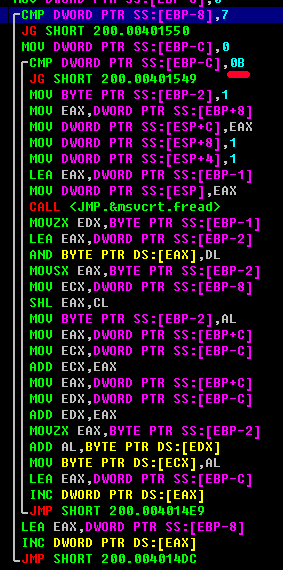 CMP DWORD PTR SS:[EBP-8],7
JG SHORT 200.00401550
MOV DWORD PTR SS:[EBP-C],0
CMP DWORD PTR SS:[EBP-C],0B
JG SHORT 200.00401549
MOV BYTE PTR SS:[EBP-2],1
MOV EAX,DWORD PTR SS:[EBP+8]
MOV DWORD PTR SS:[ESP+C],EAX
MOV DWORD PTR SS:[ESP+8],1
MOV DWORD PTR SS:[ESP+4],1
LEA EAX,DWORD PTR SS:[EBP-1]
MOV DWORD PTR SS:[ESP],EAX
CALL <JMP.&msvcrt.fread>
MOVZX EDX,BYTE PTR SS:[EBP-1]
LEA EAX,DWORD PTR SS:[EBP-2]
AND BYTE PTR DS:[EAX],DL
MOVSX EAX,BYTE PTR SS:[EBP-2]
MOV ECX,DWORD PTR SS:[EBP-8]
SHL EAX,CL
MOV BYTE PTR SS:[EBP-2],AL
MOV EAX,DWORD PTR SS:[EBP+C]
MOV ECX,DWORD PTR SS:[EBP-C]
ADD ECX,EAX
MOV EAX,DWORD PTR SS:[EBP+C]
MOV EDX,DWORD PTR SS:[EBP-C]
ADD EDX,EAX
MOVZX EAX,BYTE PTR SS:[EBP-2]
ADD AL,BYTE PTR DS:[EDX]
MOV BYTE PTR DS:[ECX],AL
LEA EAX,DWORD PTR SS:[EBP-C]
INC DWORD PTR DS:[EAX]
JMP SHORT 200.004014E9
LEA EAX,DWORD PTR SS:[EBP-8]
INC DWORD PTR DS:[EAX]
JMP SHORT 200.004014DC